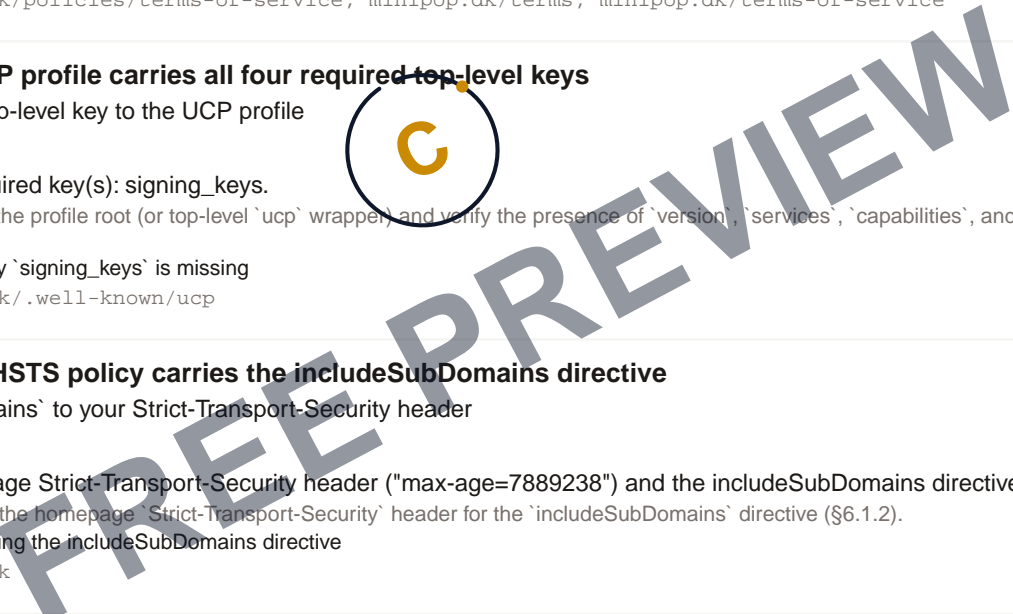 k/policies/terms-of-service, minipop.dk/terms, minipop.dk/terms-of-service
P profile carries all four required top-level keys
o-level key to the UCP profile
C
uired key(s): signing_keys.
the profile root (or top-level `ucp` wrapper) and verify the presence of `version`, `services`, `capabilities`, and
y `signing_keys` is missing
k/.well-known/ucp
HSTS policy carries the includeSubDomains directive
ains` to your Strict-Transport-Security header
age Strict-Transport-Security header ("max-age=7889238") and the includeSubDomains directive
the homepage `Strict-Transport-Security` header for the `includeSubDomains` directive (§6.1.2).
ing the includeSubDomains directive
k
FREE PREVIEW